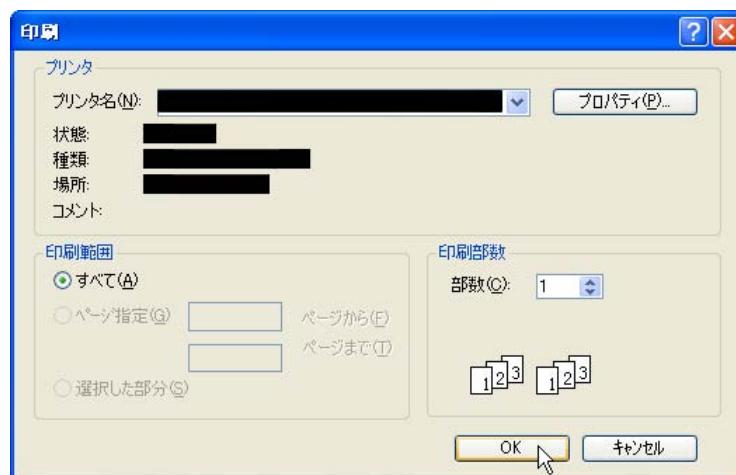 印刷
プリンタ
プリンタ名(N):
プロパティ(P)...
状態:
種類:
場所:
コメント:
印刷範囲
すべて(A)
ページ指定(G)
ページから(F)
ページまで(T)
選択した部分(S)
印刷部数
部数(C): 1
1 2 3 1 2 3
OK キャンセル